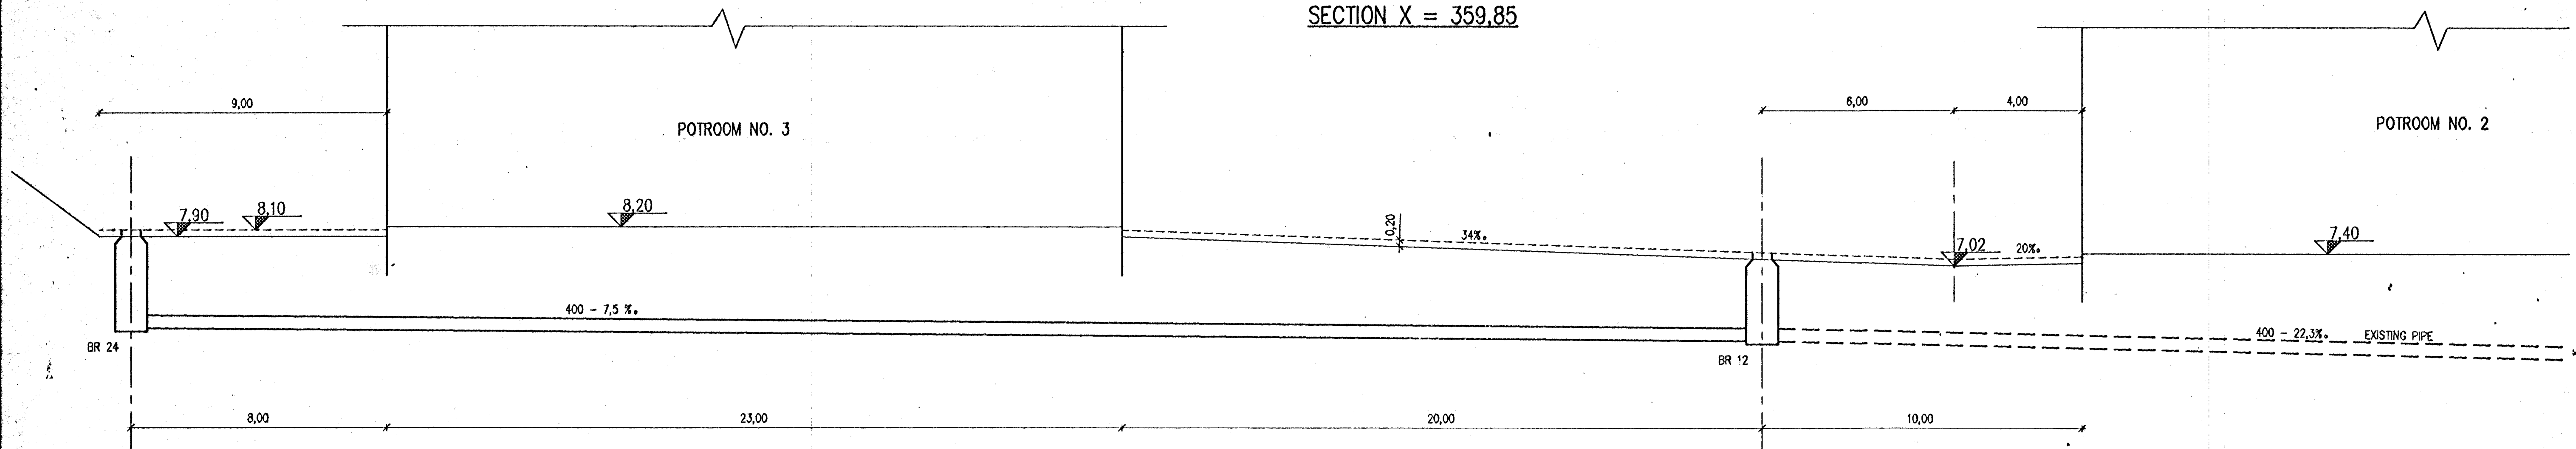 SECTION X = 359,85
9,00
6,00
4,00
POTROOM NO. 3
POTROOM NO. 2
7,90
8,10
8,20
0,20
34‰
7,02
20‰
7,40
400 - 7,5 ‰
400 - 22,3‰ EXISTING PIPE
BR 24
BR 12
8,00
23,00
20,00
10,00